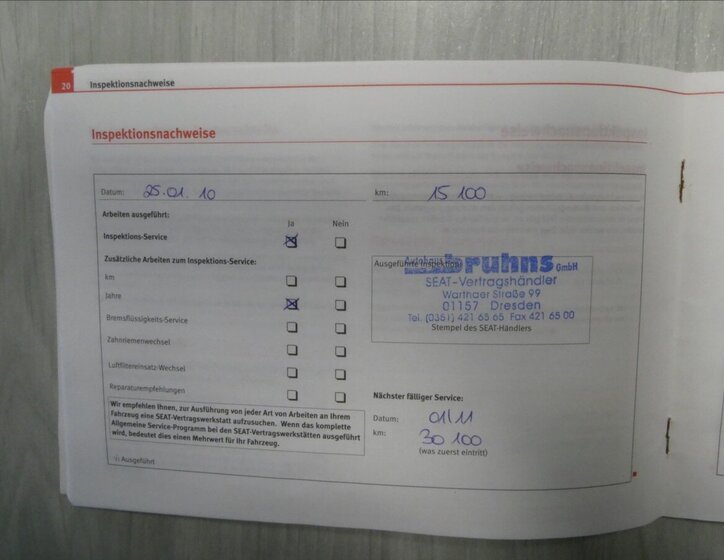 20 Inspektionsnachweise
Inspektionsnachweise
Datum: 25.01.10 km: 15 100
Arbeiten ausgeführt:
Ja Nein
Inspektions-Service
Zusätzliche Arbeiten zum Inspektions-Service:
km
Jahre
Bremsflüssigkeits-Service
Zahnriemenwechsel
Luftfiltereinsatz-Wechsel
Reparaturempfehlungen
Wir empfehlen Ihnen, zur Ausführung von jeder Art von Arbeiten an Ihrem
Fahrzeug eine SEAT-Vertragswerkstatt aufzusuchen. Wenn das komplette
Allgemeine Service-Programm bei den SEAT-Vertragswerkstätten ausgeführt
wird, bedeutet dies einen Mehrwert für Ihr Fahrzeug.
√: Ausgeführt
Ausgeführte Inspektion:
Autohaus
bruhns GmbH
SEAT-Vertragshändler
Warthaer Straße 99
01157 Dresden
Tel. (0351) 421 65 65 Fax 421 65 00
Stempel des SEAT-Händlers
Nächster fälliger Service:
Datum: 01/11
km: 30 100
(was zuerst eintritt)